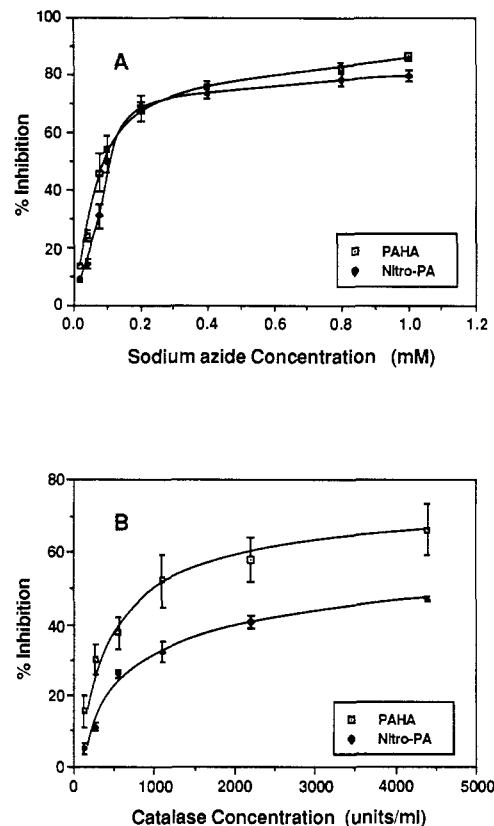 100
A
80
% Inhibition
60
40
20
0
PAHA
Nitro-PA
0.0 0.2 0.4 0.6 0.8 1.0 1.2
Sodium azide Concentration (mM)
80
B
60
% Inhibition
40
20
0
PAHA
Nitro-PA
0 1000 2000 3000 4000 5000
Catalase Concentration (units/ml)